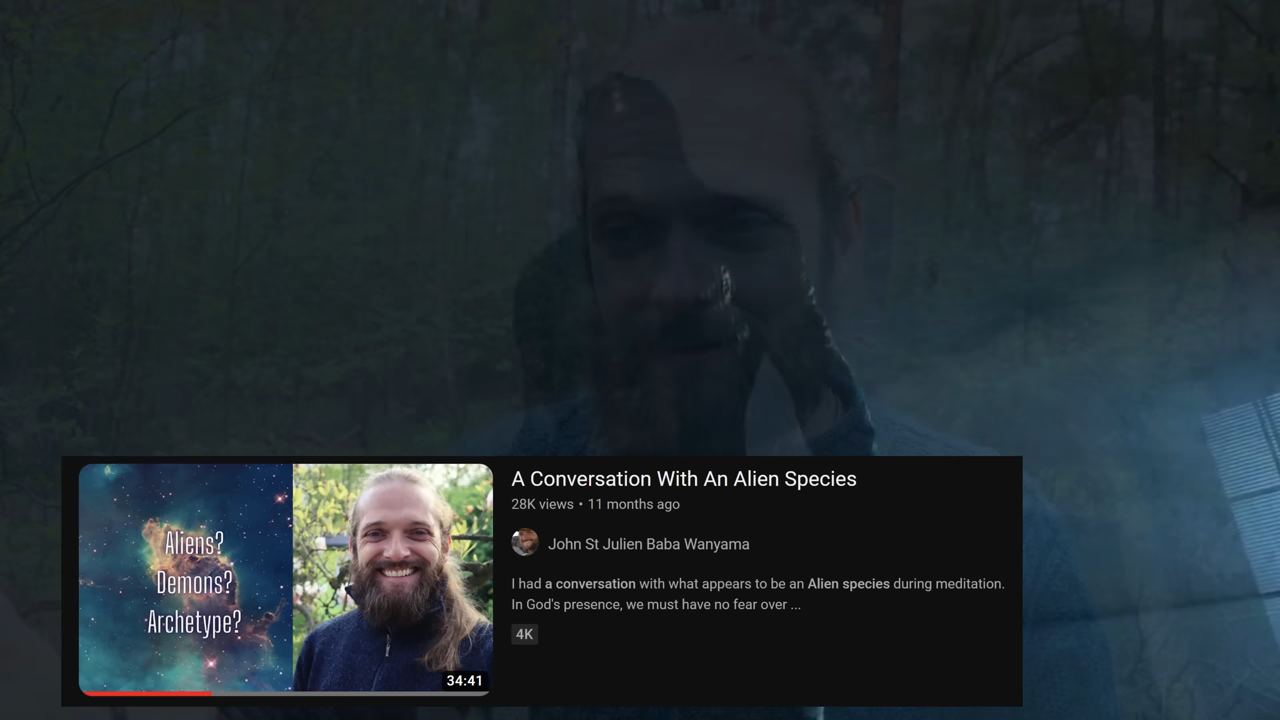 Aliens?
Demons?
Archetype?
34:41
A Conversation With An Alien Species
28K views • 11 months ago
John St Julien Baba Wanyama
I had a conversation with what appears to be an Alien species during meditation.
In God's presence, we must have no fear over ...
4K